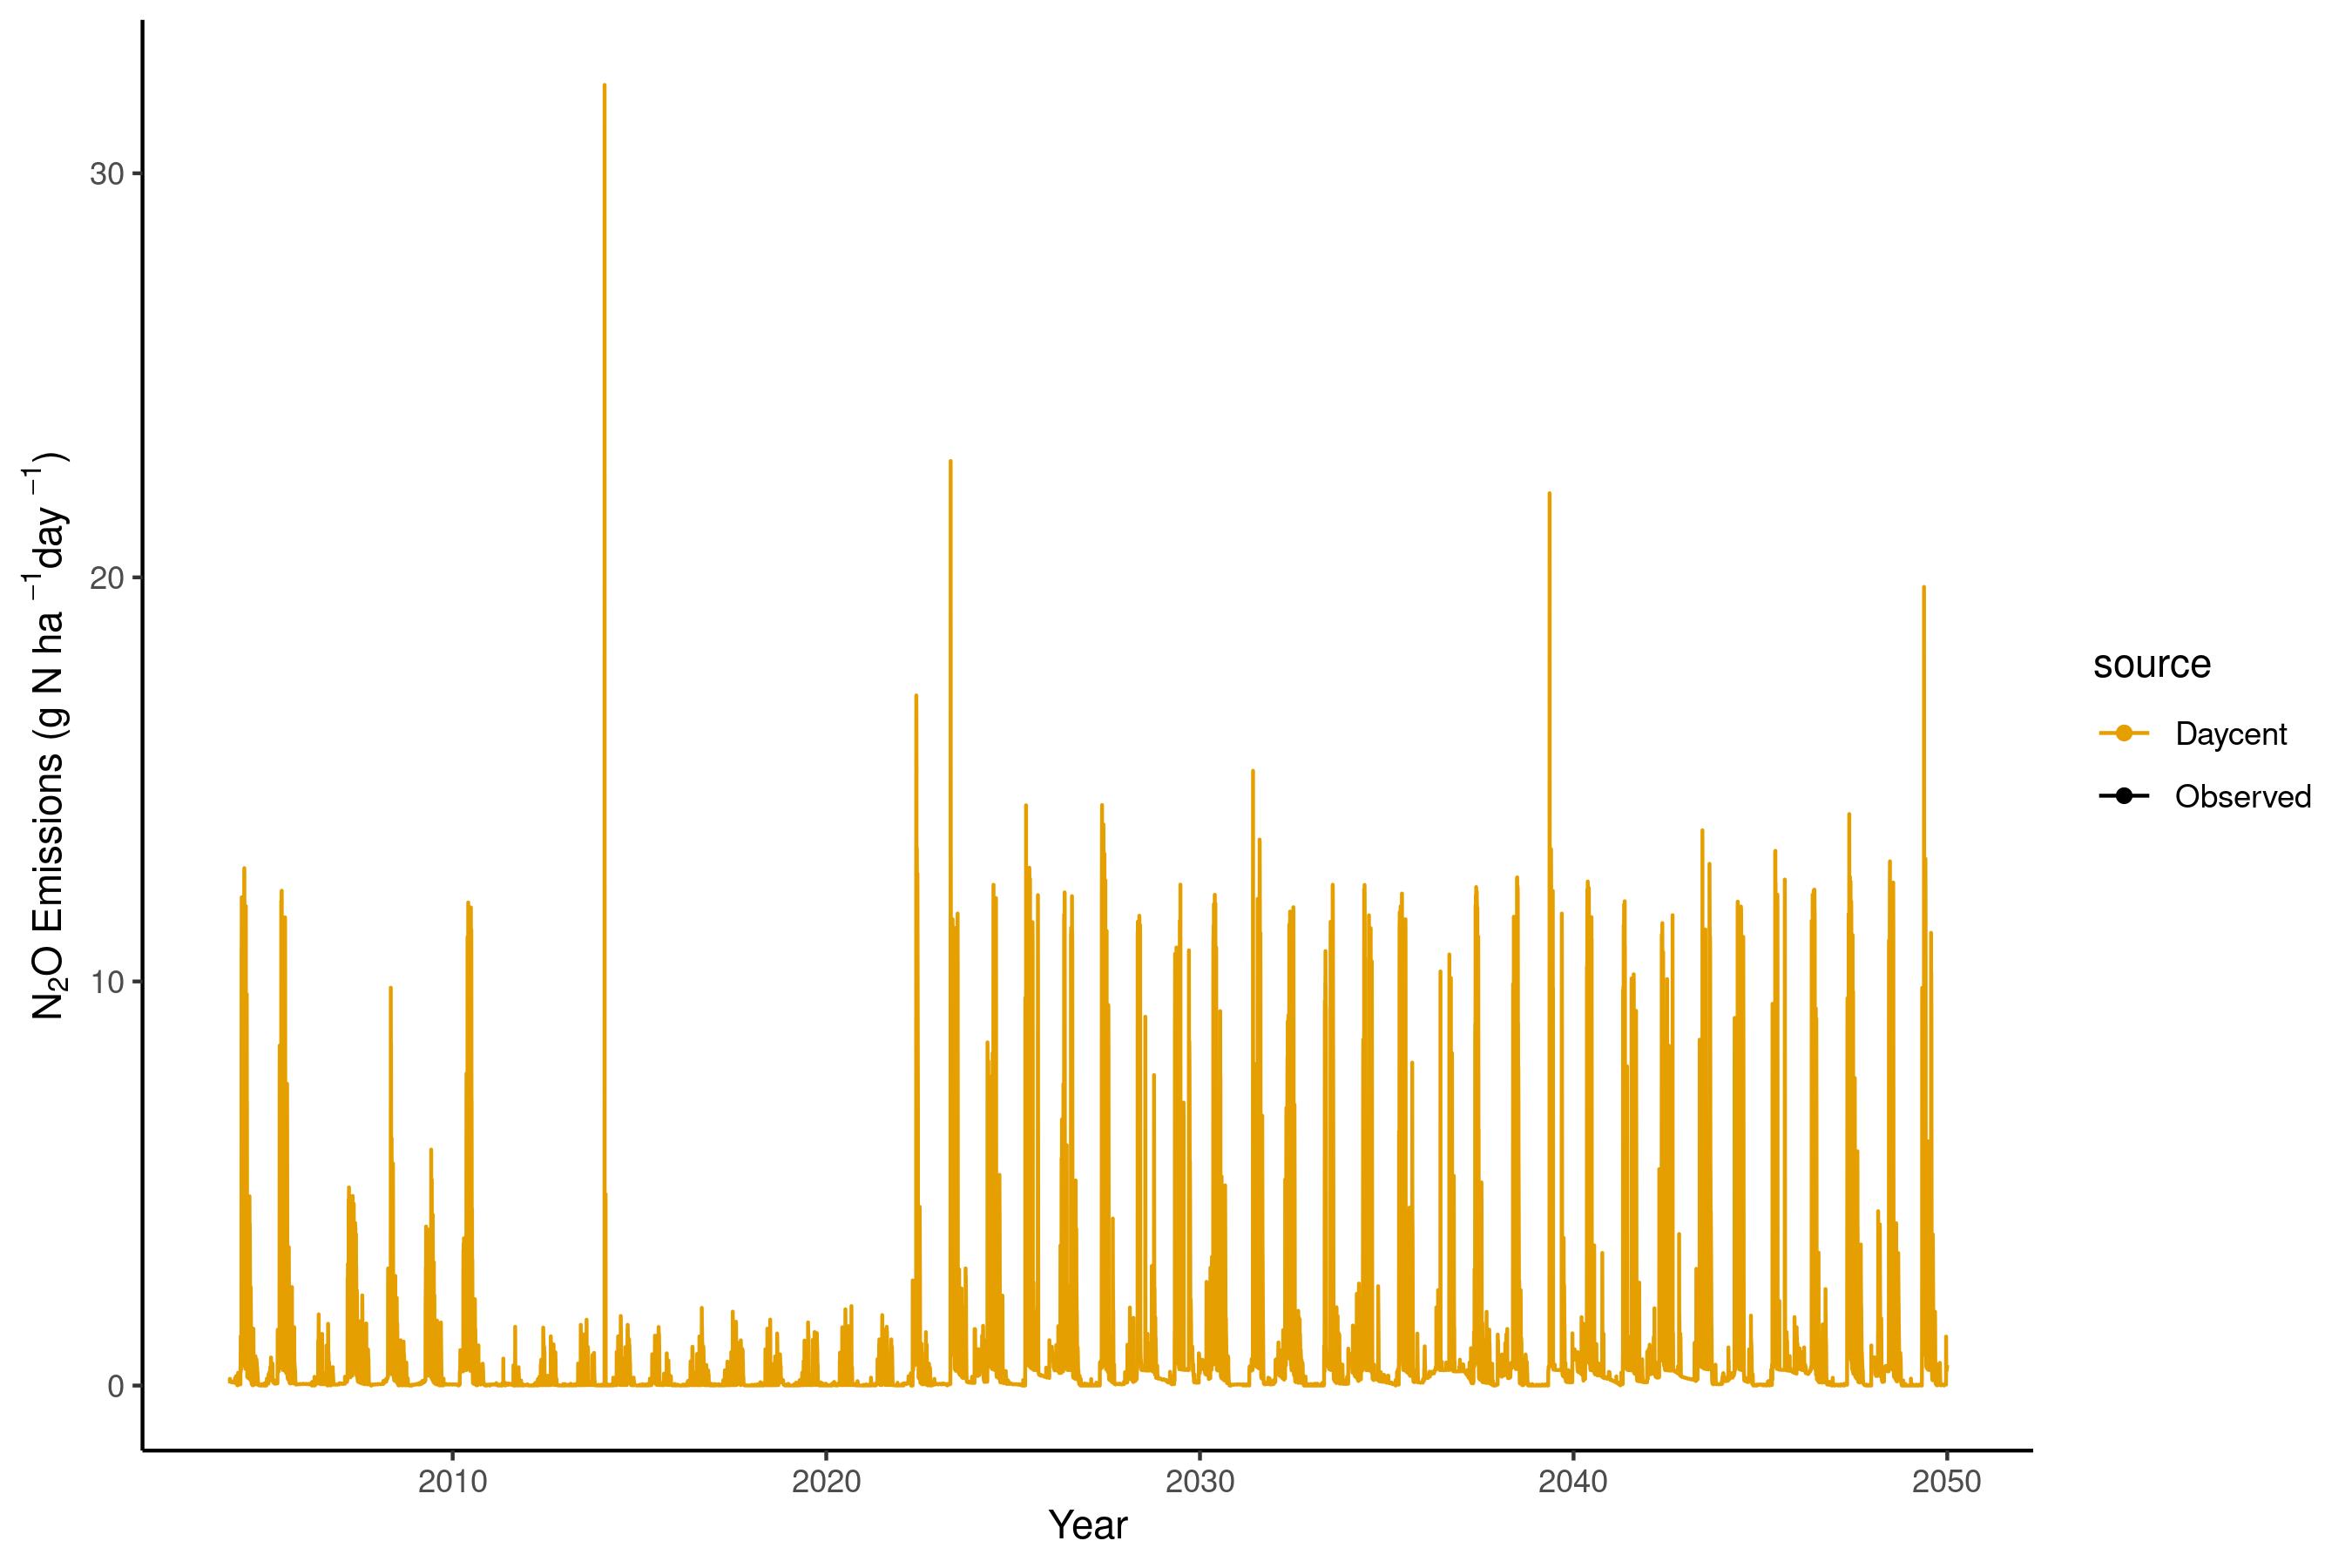 N₂O Emissions (g N ha ⁻¹day ⁻¹)
30
20
10
0
2010 2020 2030 2040 2050
Year
source
Daycent
Observed